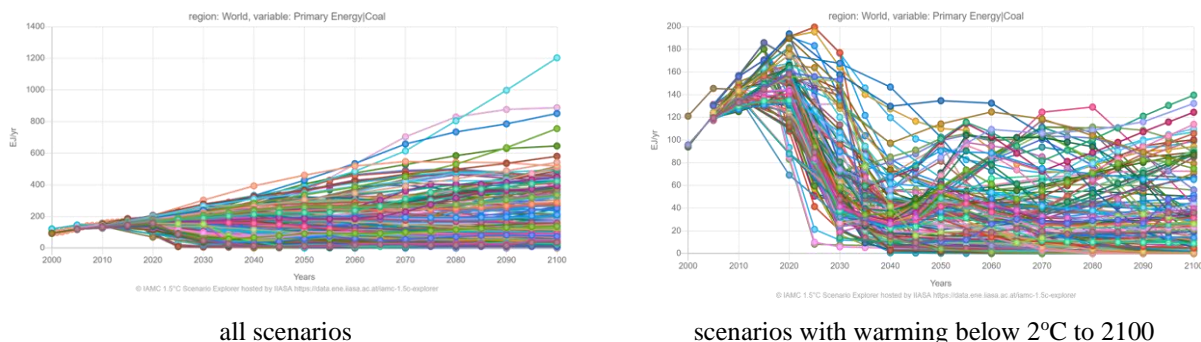 region: World, variable: Primary Energy|Coal
1400
1200
1000
800
600
400
200
0
EJ/yr
2000 2010 2020 2030 2040 2050 2060 2070 2080 2090 2100
Years
© IAMC 1.5°C Scenario Explorer hosted by IIASA https://data.ene.iiasa.ac.at/iamc-1.5c-explorer
all scenarios
region: World, variable: Primary Energy|Coal
200
180
160
140
120
100
80
60
40
20
0
EJ/yr
2000 2010 2020 2030 2040 2050 2060 2070 2080 2090 2100
Years
© IAMC 1.5°C Scenario Explorer hosted by IIASA https://data.ene.iiasa.ac.at/iamc-1.5c-explorer
scenarios with warming below 2°C to 2100